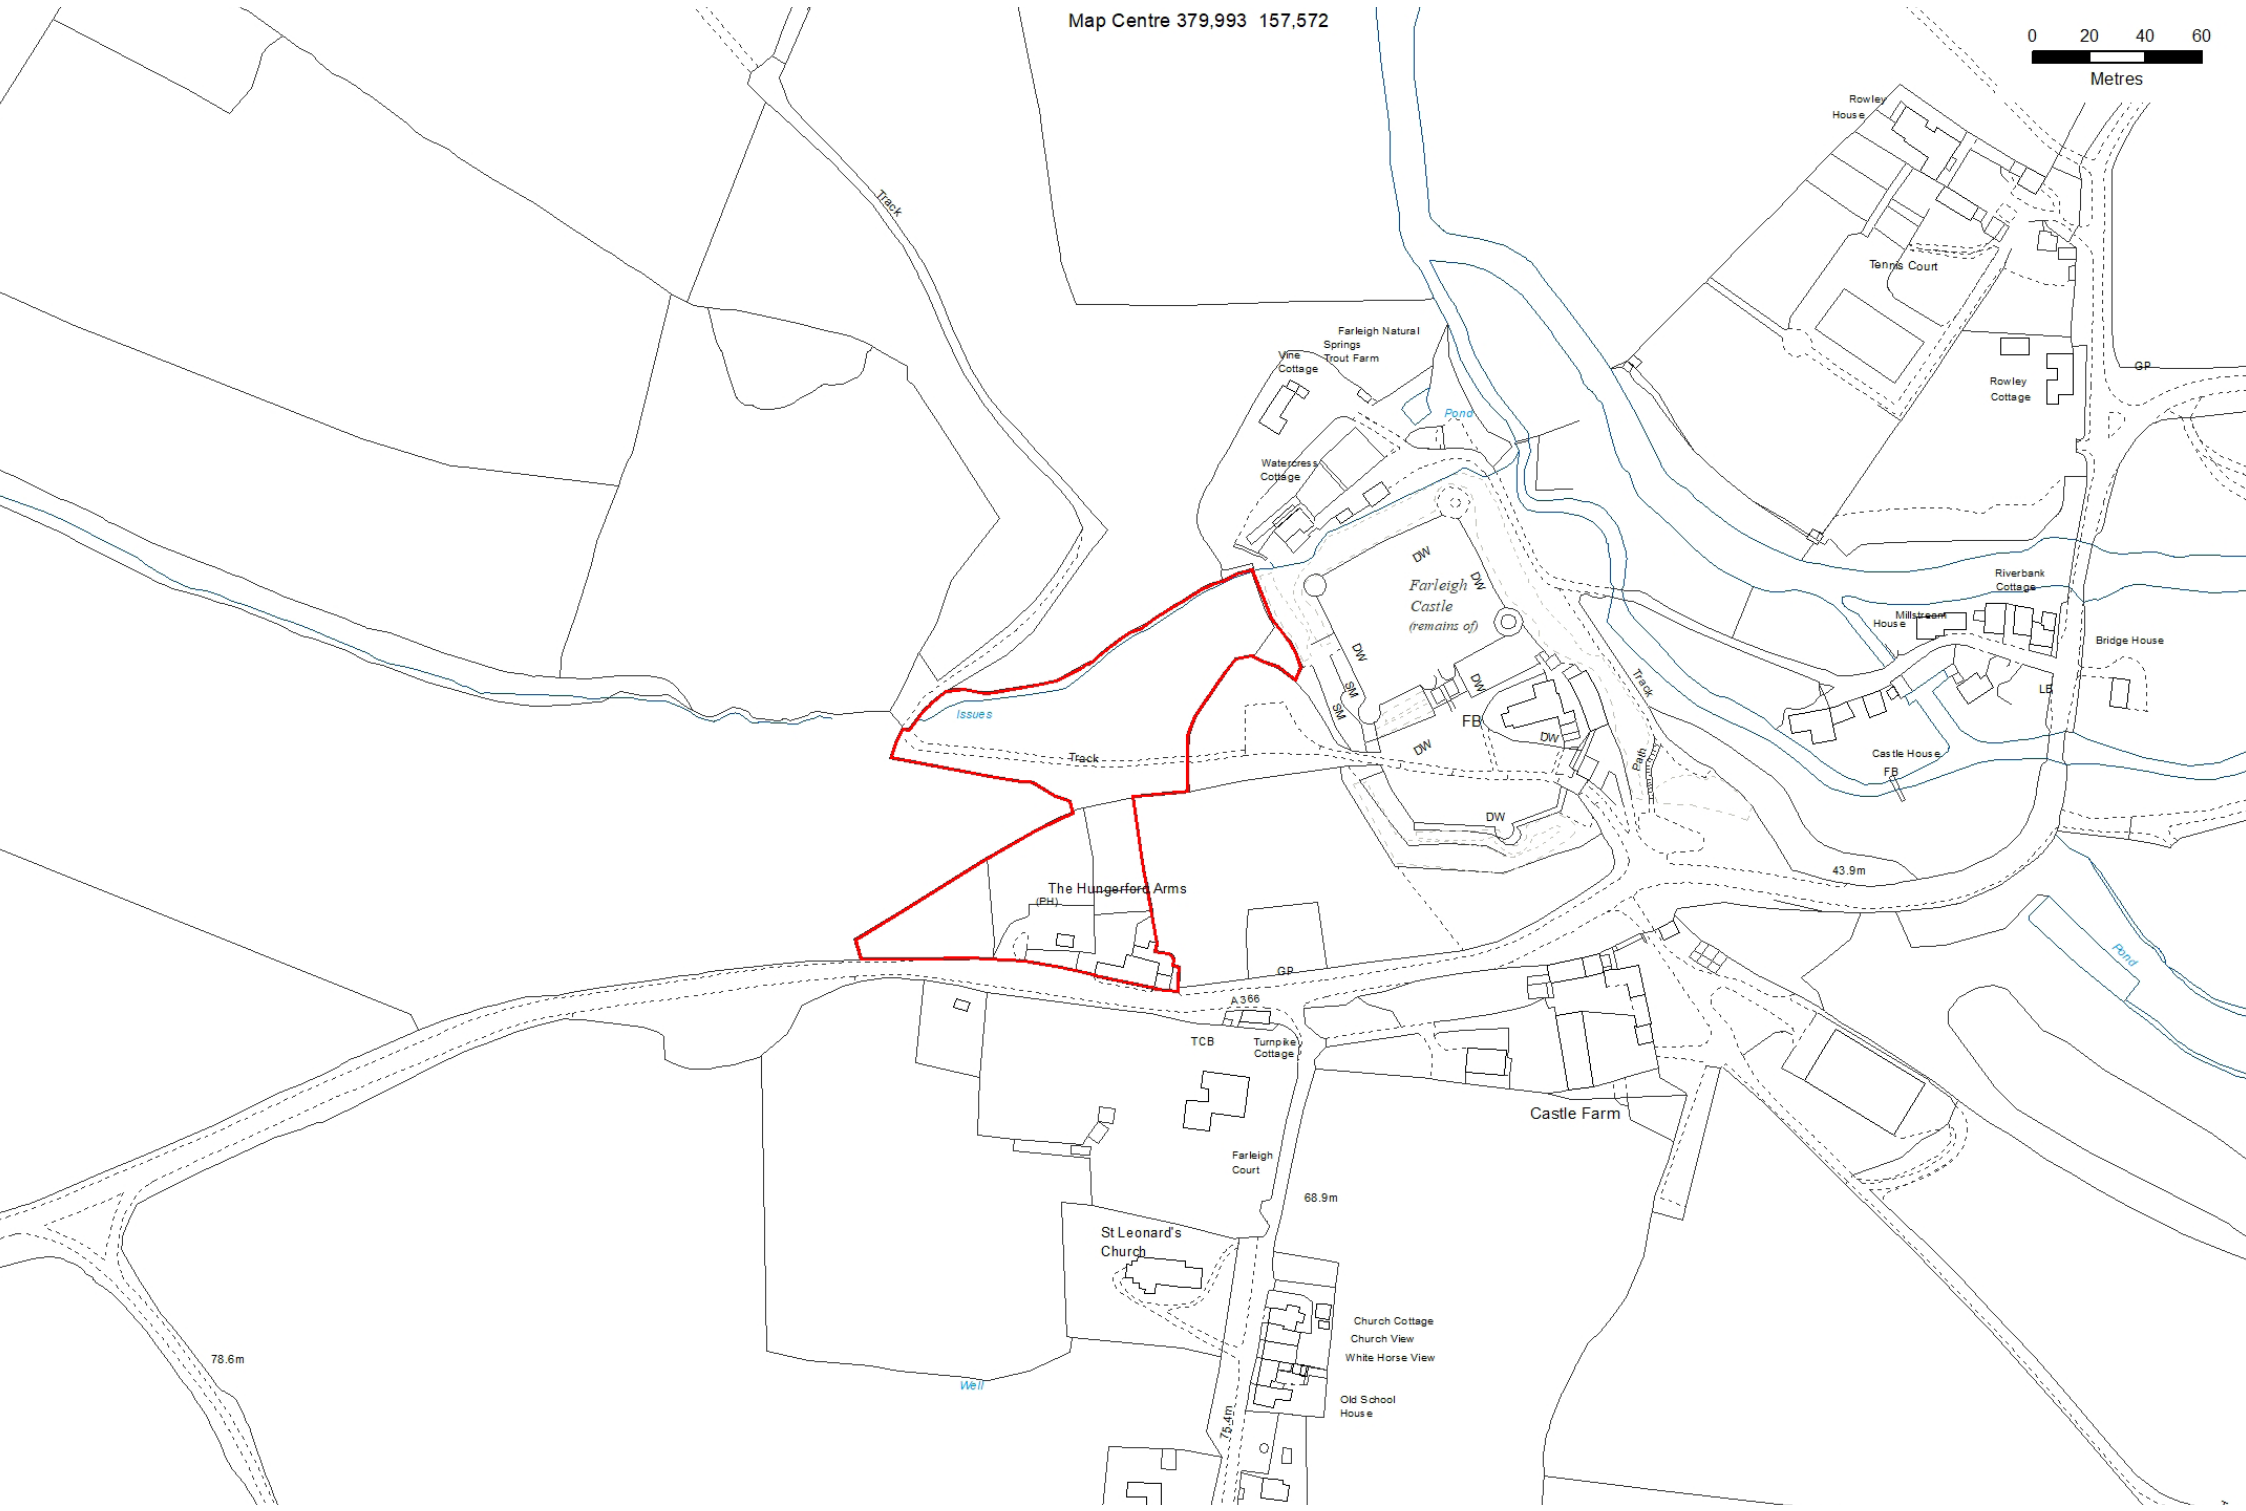 Map Centre 379,993 157,572
0 20 40 60
Metres
Rowley
House
Track
Tennis Court
Farleigh Natural
Springs
Trout Farm
Vine
Cottage
GP
Rowley
Cottage
Pond
Watercress
Cottage
DW
Farleigh
Castle
(remains of)
DW
Riverbank
Cottage
Millstream
House
Bridge House
DW
SM
SM
DW
Track
LB
Issues
FB
DW
DW
Track
Path
Castle House
FB
DW
43.9m
The Hungerford Arms
(PH)
Pond
GP
A 366
TCB
Turnpike
Cottage
Castle Farm
Farleigh
Court
68.9m
St Leonard's
Church
Church Cottage
Church View
White Horse View
78.6m
Well
Old School
House
75.4m